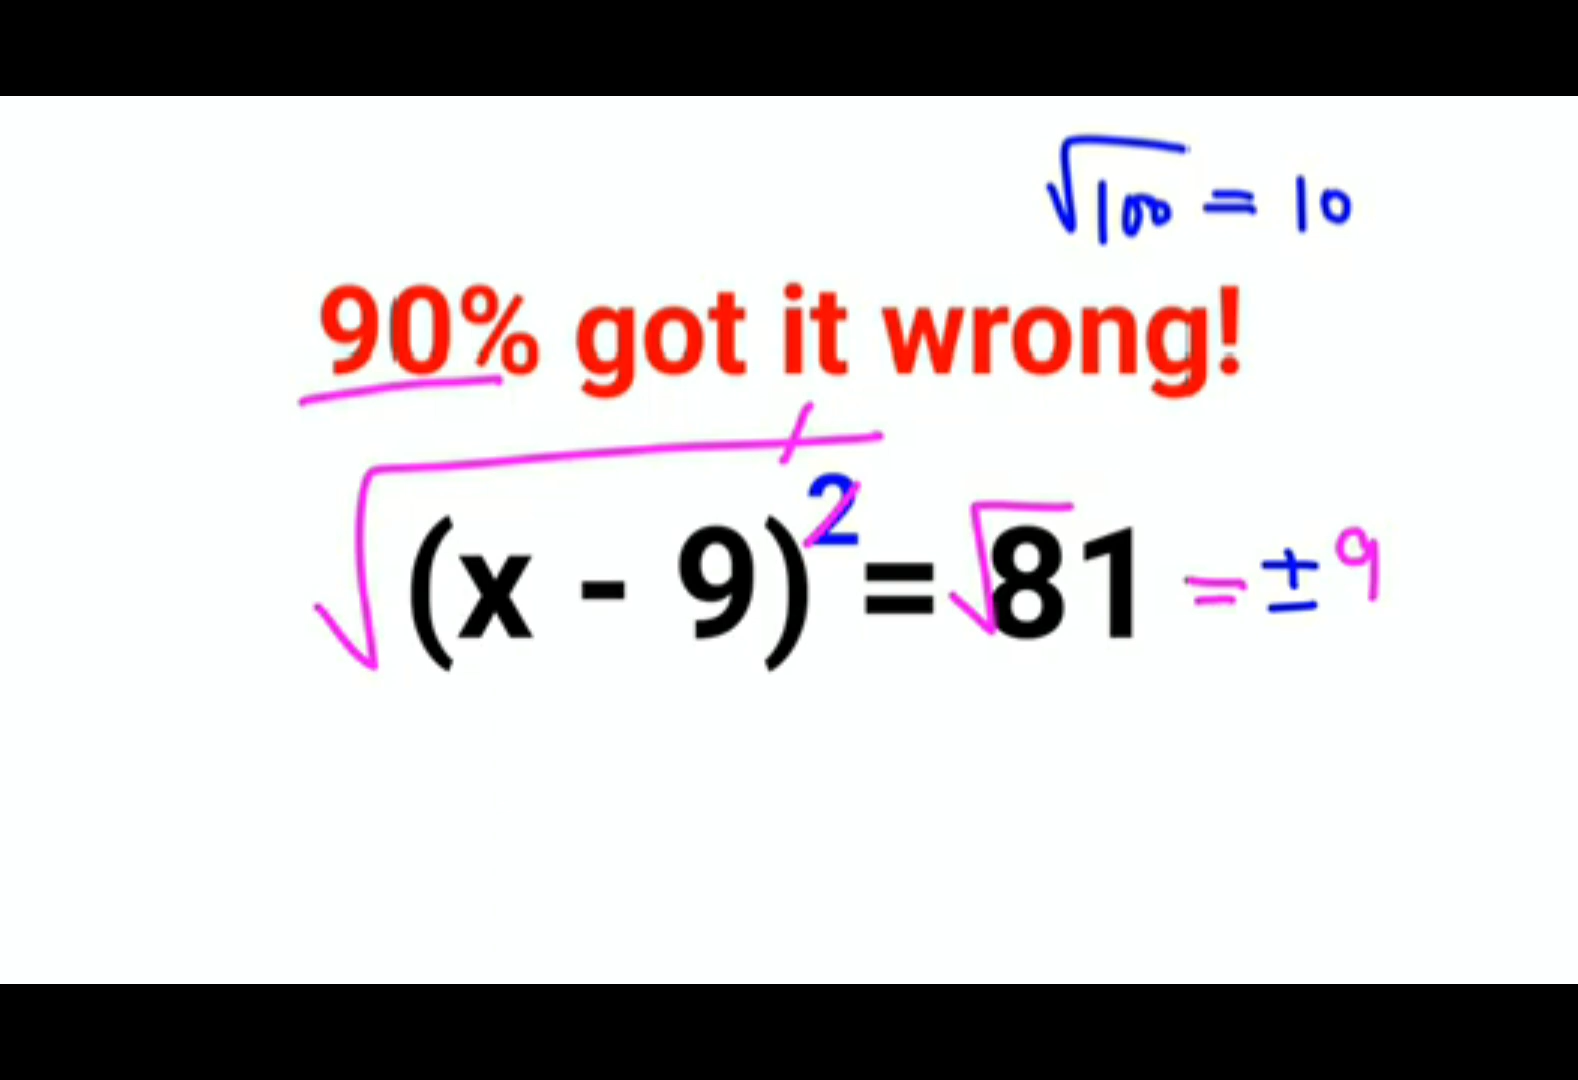 √100 = 10
90% got it wrong!
√(x - 9)² = √81 = ±9